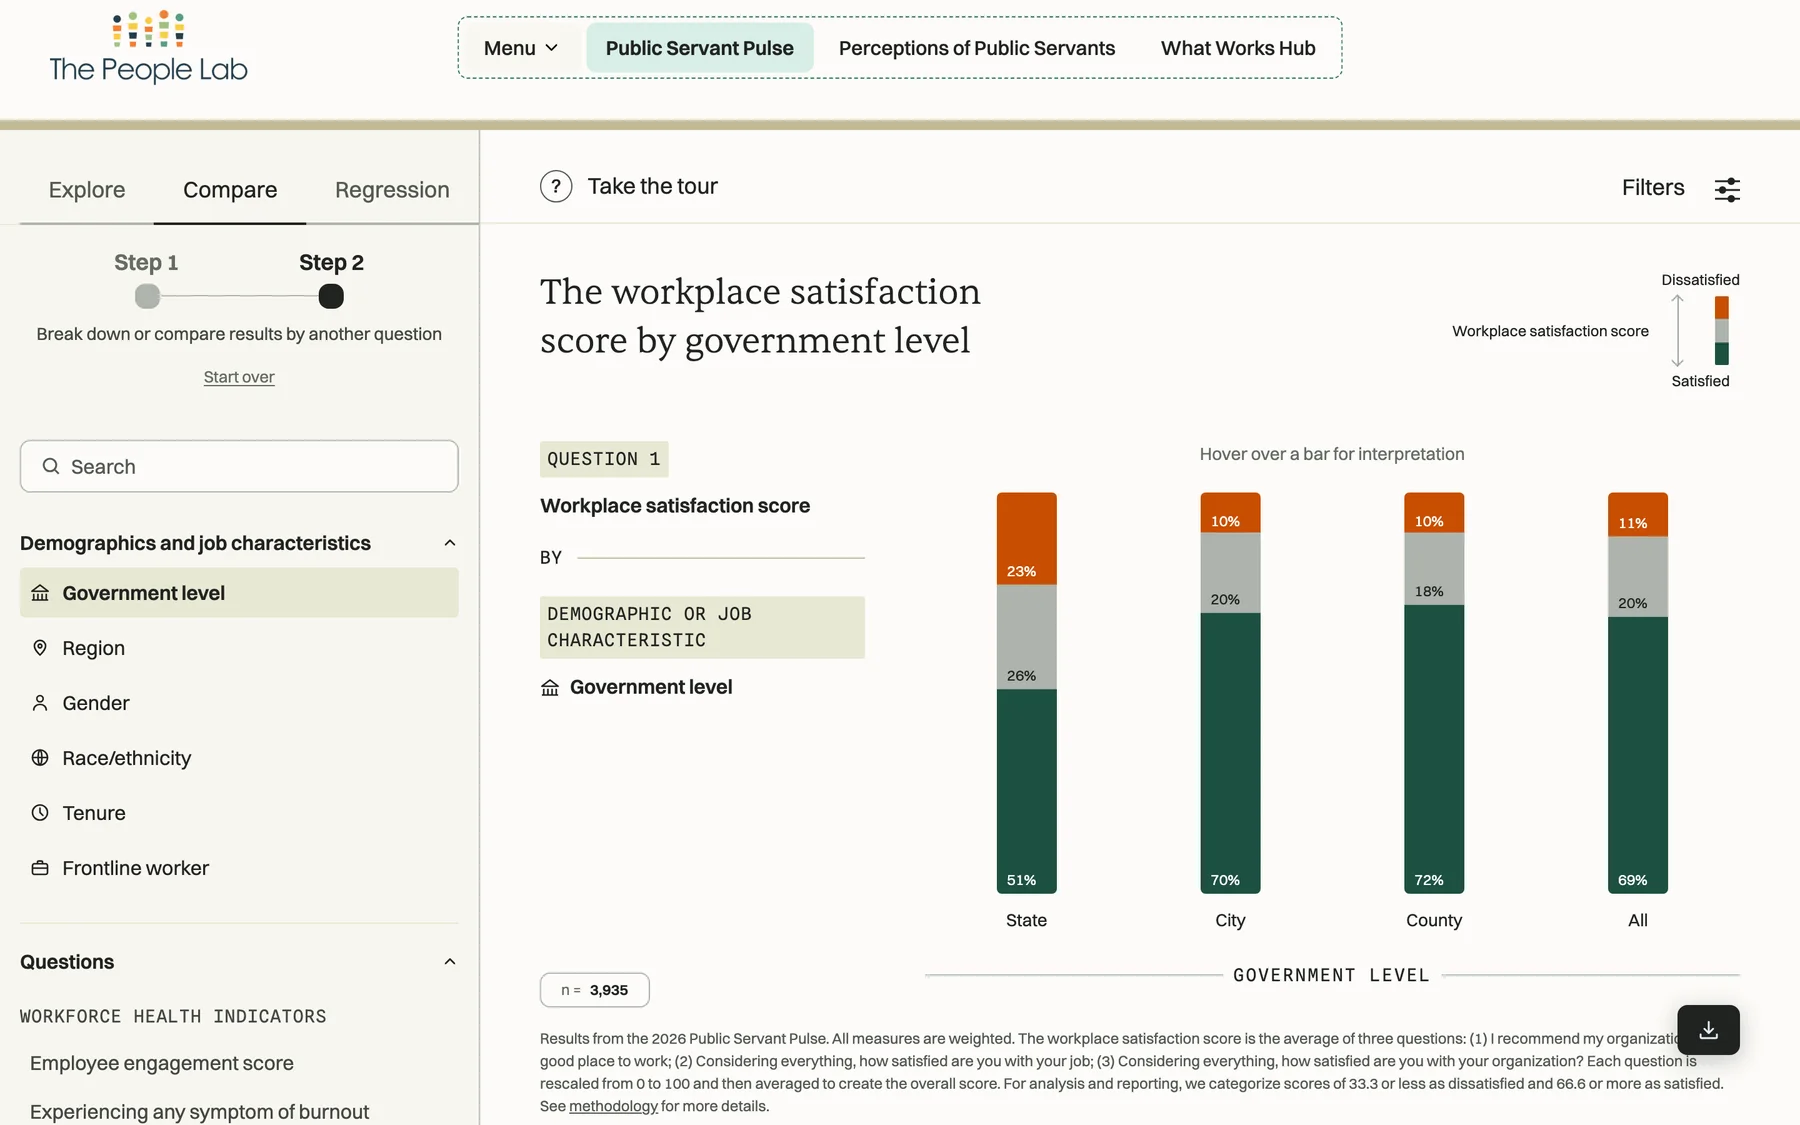 The People Lab
Menu
Public Servant Pulse
Perceptions of Public Servants
What Works Hub
Explore
Compare
Regression
Step 1
Step 2
Break down or compare results by another question
Start over
Search
Demographics and job characteristics
Government level
Region
Gender
Race/ethnicity
Tenure
Frontline worker
Questions
WORKFORCE HEALTH INDICATORS
Employee engagement score
Experiencing any symptom of burnout
? Take the tour
Filters
The workplace satisfaction
score by government level
Dissatisfied
Workplace satisfaction score
Satisfied
QUESTION 1
Workplace satisfaction score
BY
DEMOGRAPHIC OR JOB
CHARACTERISTIC
Government level
Hover over a bar for interpretation
23%
26%
51%
State
10%
20%
70%
City
10%
18%
72%
County
11%
20%
69%
All
GOVERNMENT LEVEL
n = 3,935
Results from the 2026 Public Servant Pulse. All measures are weighted. The workplace satisfaction score is the average of three questions: (1) I recommend my
good place to work; (2) Considering everything, how satisfied are you with your job; (3) Considering everything, how satisfied are you with your organization? Each question is
rescaled from 0 to 100 and then averaged to create the overall score. For analysis and reporting, we categorize scores of 33.3 or less as dissatisfied and 66.6 or more as satisfied.
See methodology for more details.